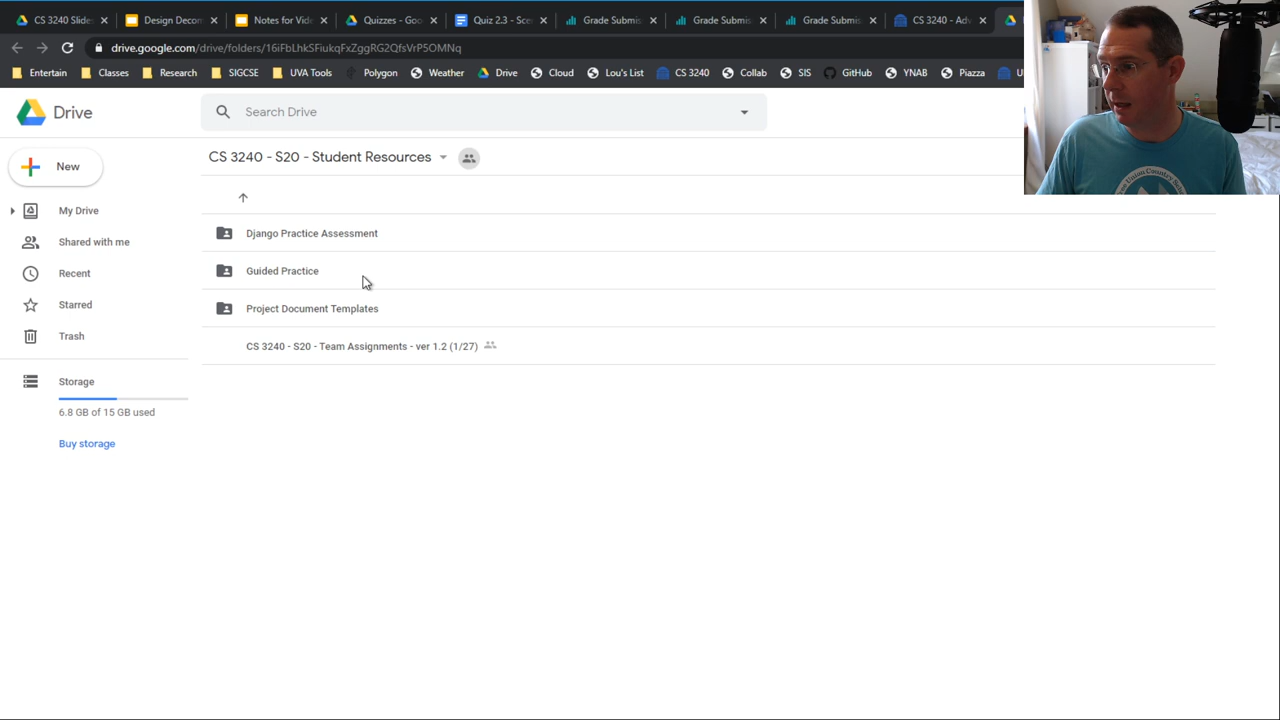 CS 3240 Slides
Design Decom
Notes for Vide
Quizzes - Goo
Quiz 2.3 - S
Grade Submis
Grade Submis
Grade Submis
CS 3240 - Adv
drive.google.com/drive/folders/16iFbLhkSFiukqFxZggRG2QfsVrP5OMNq
Entertain
Classes
Research
SIGCSE
UVA Tools
Polygon
Weather
Drive
Cloud
Lou's List
CS 3240
Collab
SIS
GitHub
YNAB
Piazza
Drive
Search Drive
New
CS 3240 - S20 - Student Resources
My Drive
Shared with me
Recent
Starred
Trash
Storage
6.8 GB of 15 GB used
Buy storage
Django Practice Assessment
Guided Practice
Project Document Templates
CS 3240 - S20 - Team Assignments - ver 1.2 (1/27)